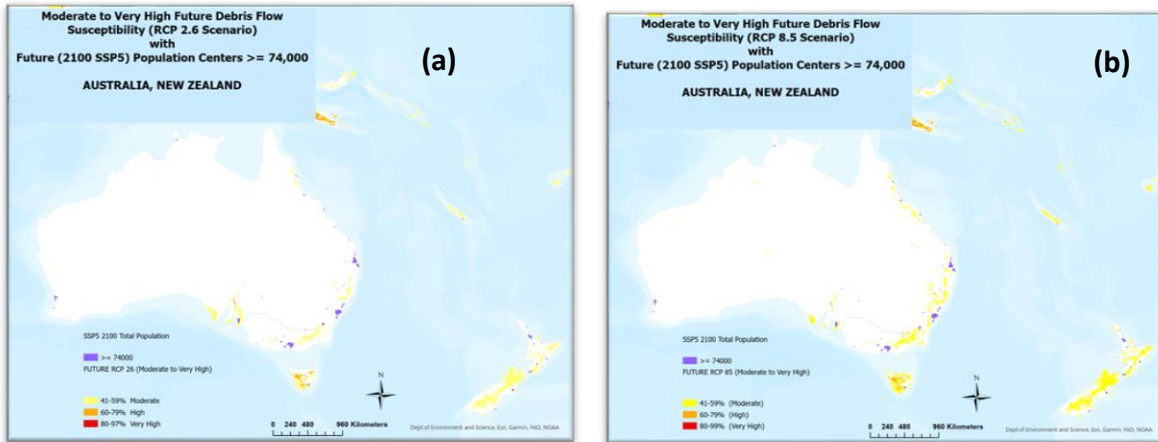 Moderate to Very High Future Debris Flow
Susceptibility (RCP 2.6 Scenario)
with
Future (2100 SSP5) Population Centers >= 74,000
AUSTRALIA, NEW ZEALAND
(a)
SSP5 2100 Total Population
>= 74000
FUTURE RCP 26 (Moderate to Very High)
41-59% Moderate
60-79% High
80-97% Very High
N
0 240 480 960 Kilometers
Dept of Environment and Science, Esri, Garmin, FAO, NOAA
Moderate to Very High Future Debris Flow
Susceptibility (RCP 8.5 Scenario)
with
Future (2100 SSP5) Population Centers >= 74,000
AUSTRALIA, NEW ZEALAND
(b)
SSP5 2100 Total Population
>= 74000
FUTURE RCP 85 (Moderate to Very High)
41-59% (Moderate)
60-79% (High)
80-99% (Very High)
N
0 240 480 960 Kilometers
Dept of Environment and Science, Esri, Garmin, FAO, NOAA